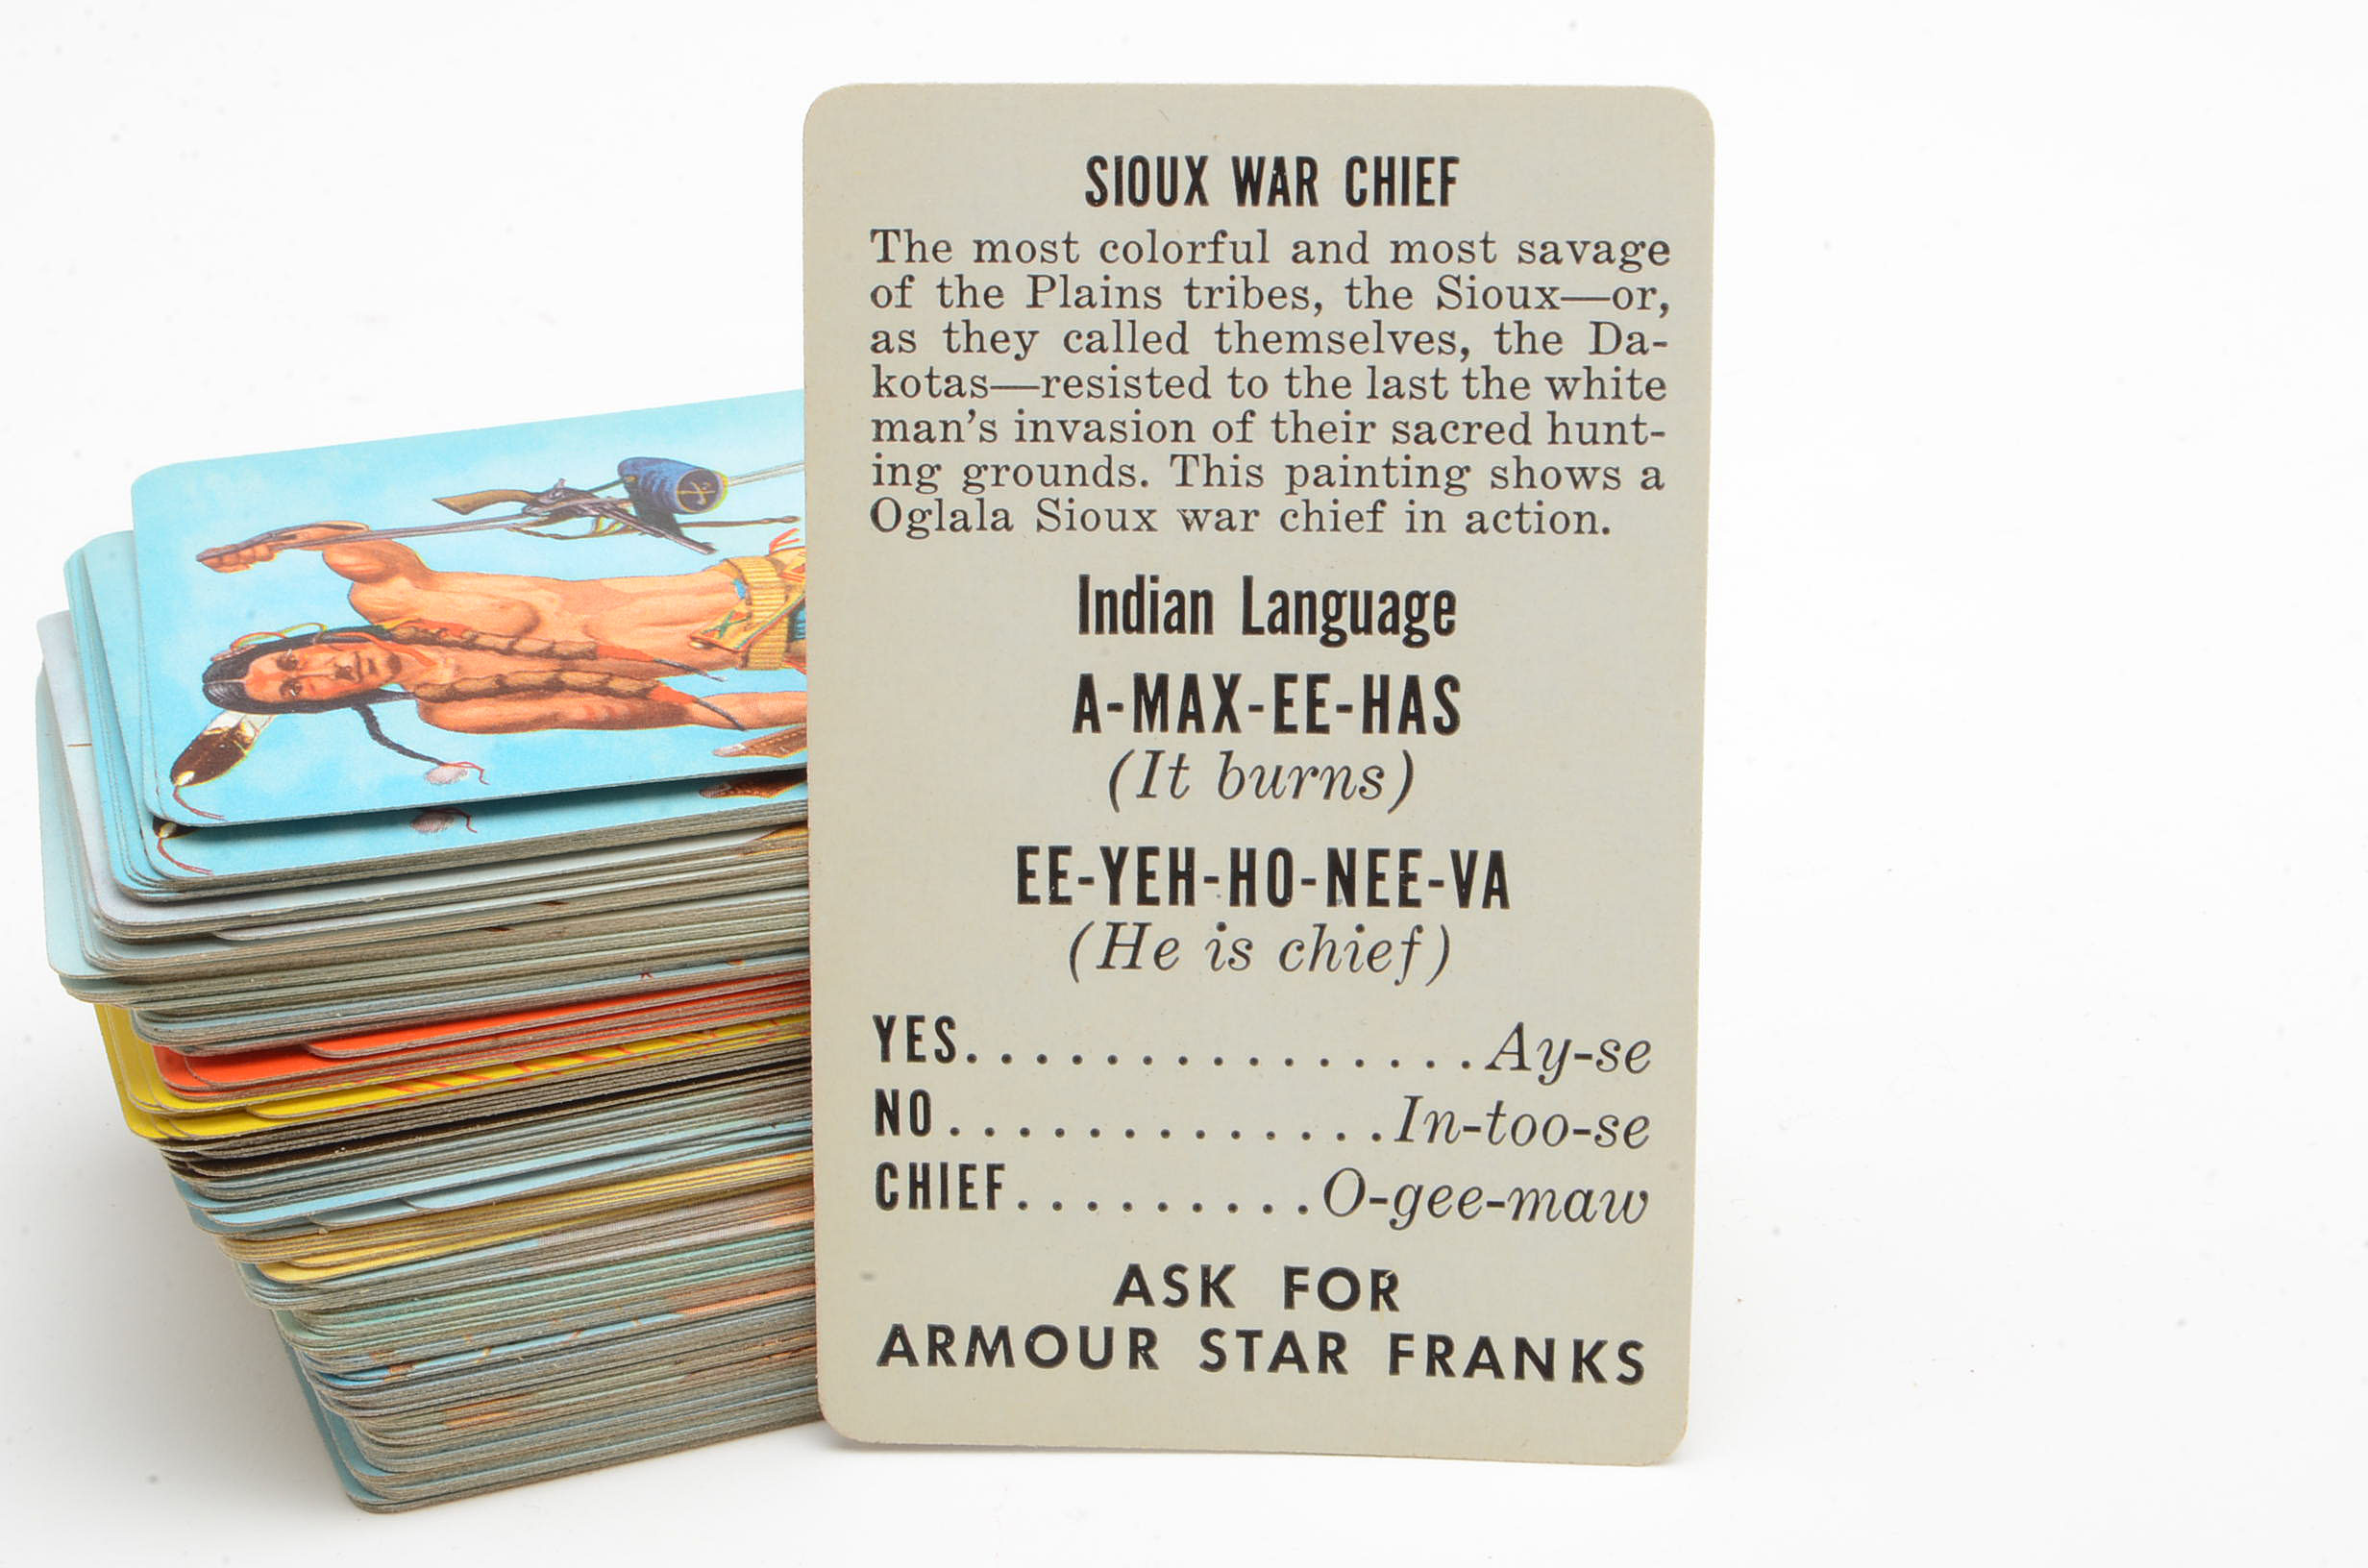 SIOUX WAR CHIEF
The most colorful and most savage
of the Plains tribes, the Sioux—or,
as they called themselves, the Da-
kotas—resisted to the last the white
man's invasion of their sacred hunt-
ing grounds. This painting shows a
Oglala Sioux war chief in action.
Indian Language
A-MAX-EE-HAS
(It burns)
EE-YEH-HO-NEE-VA
(He is chief)
YES...............Ay-se
NO.............In-too-se
CHIEF.........O-gee-maw
ASK FOR
ARMOUR STAR FRANKS